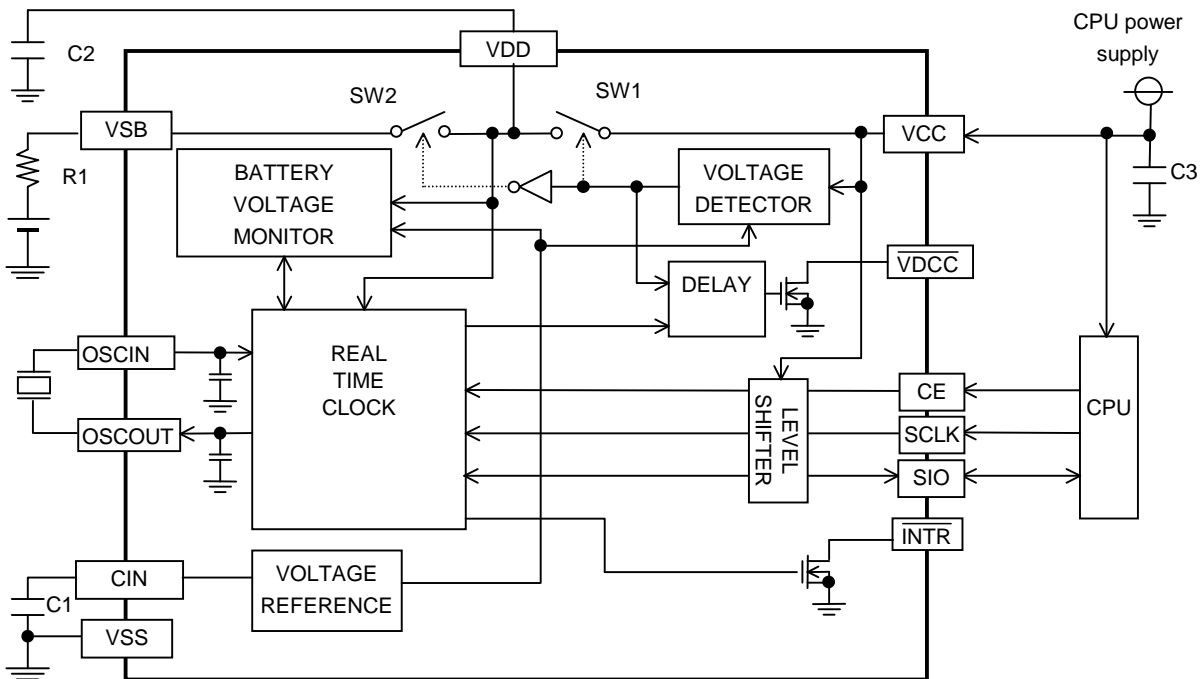 CPU power
supply
C2
VDD
SW2
SW1
VSB
VCC
R1
BATTERY
VOLTAGE
MONITOR
VOLTAGE
DETECTOR
C3
VDCC
DELAY
OSCIN
REAL
TIME
CLOCK
OSCOUT
LEVEL
SHIFTER
CE
SCLK
SIO
CPU
INTR
CIN
C1
VOLTAGE
REFERENCE
VSS